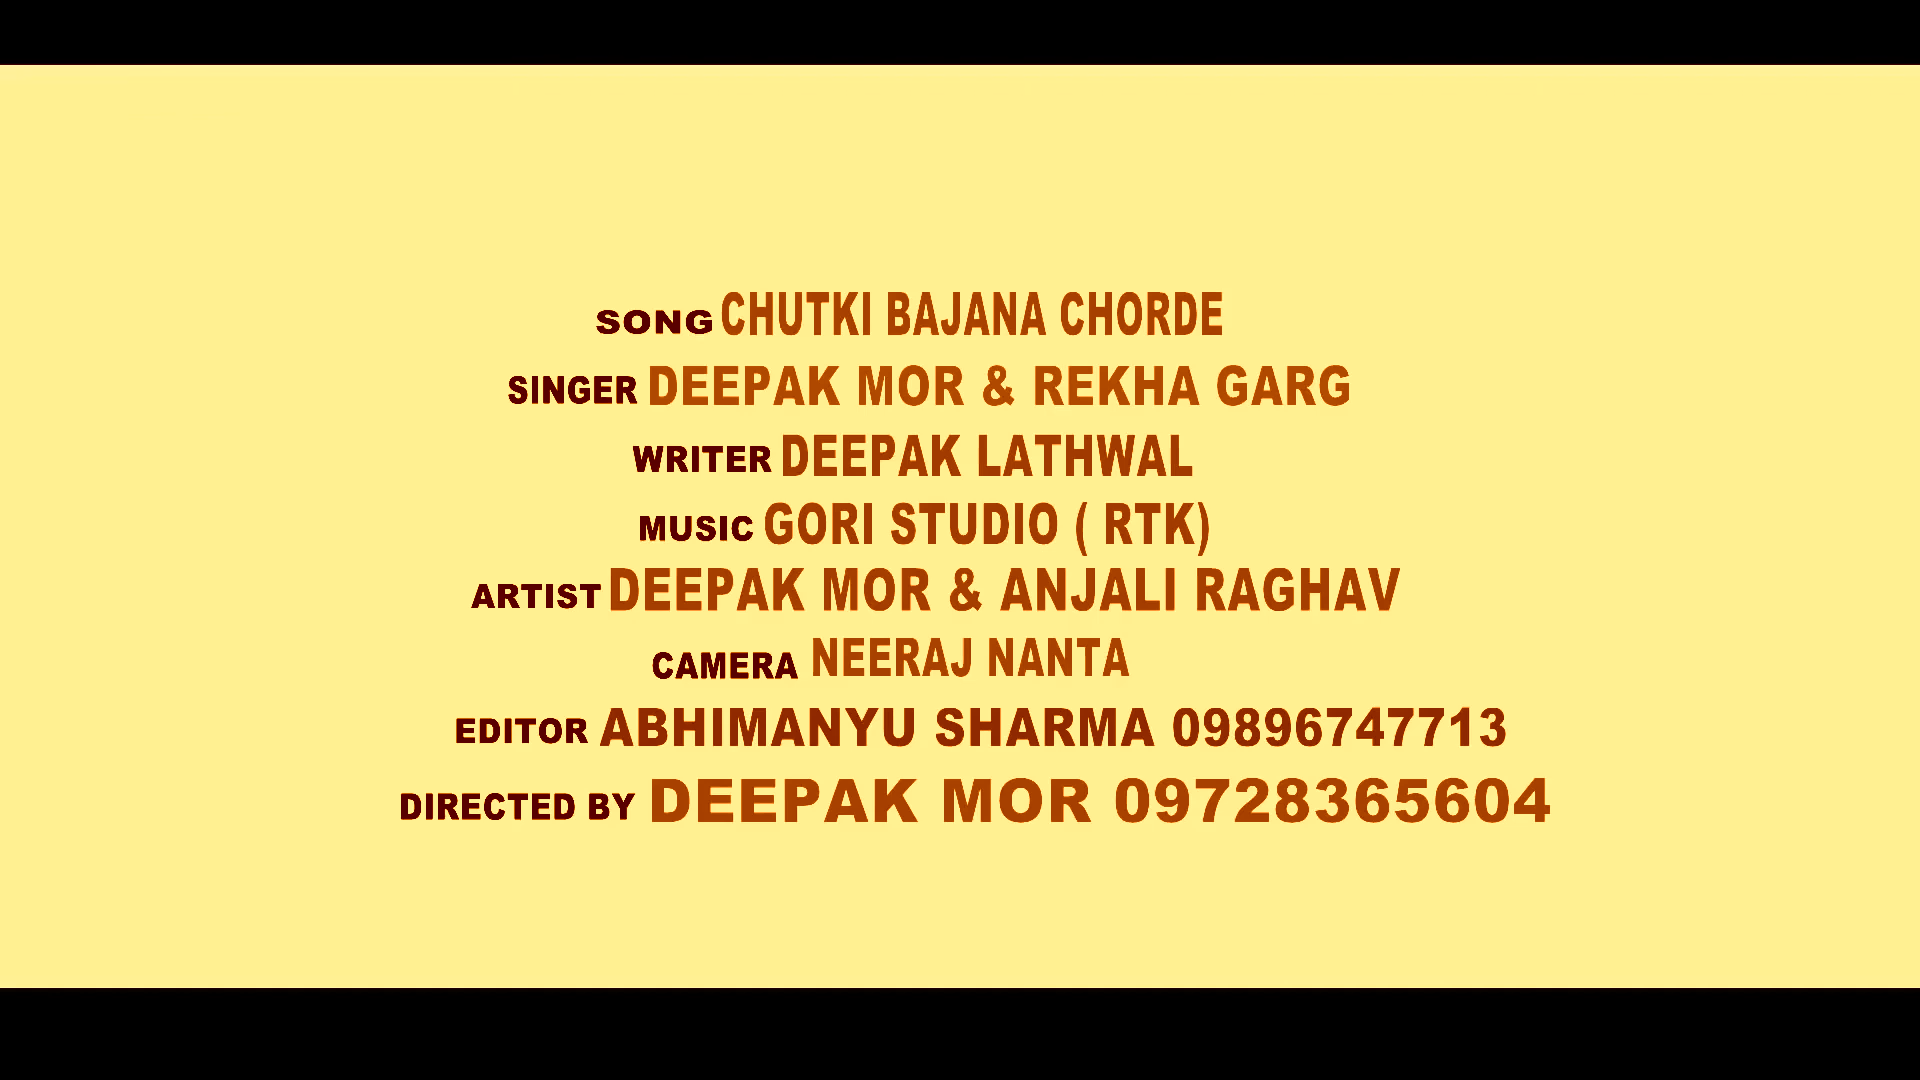 SONG CHUTKI BAJANA CHORDE
SINGER DEEPAK MOR & REKHA GARG
WRITER DEEPAK LATHWAL
MUSIC GORI STUDIO ( RTK)
ARTIST DEEPAK MOR & ANJALI RAGHAV
CAMERA NEERAJ NANTA
EDITOR ABHIMANYU SHARMA 09896747713
DIRECTED BY DEEPAK MOR 09728365604